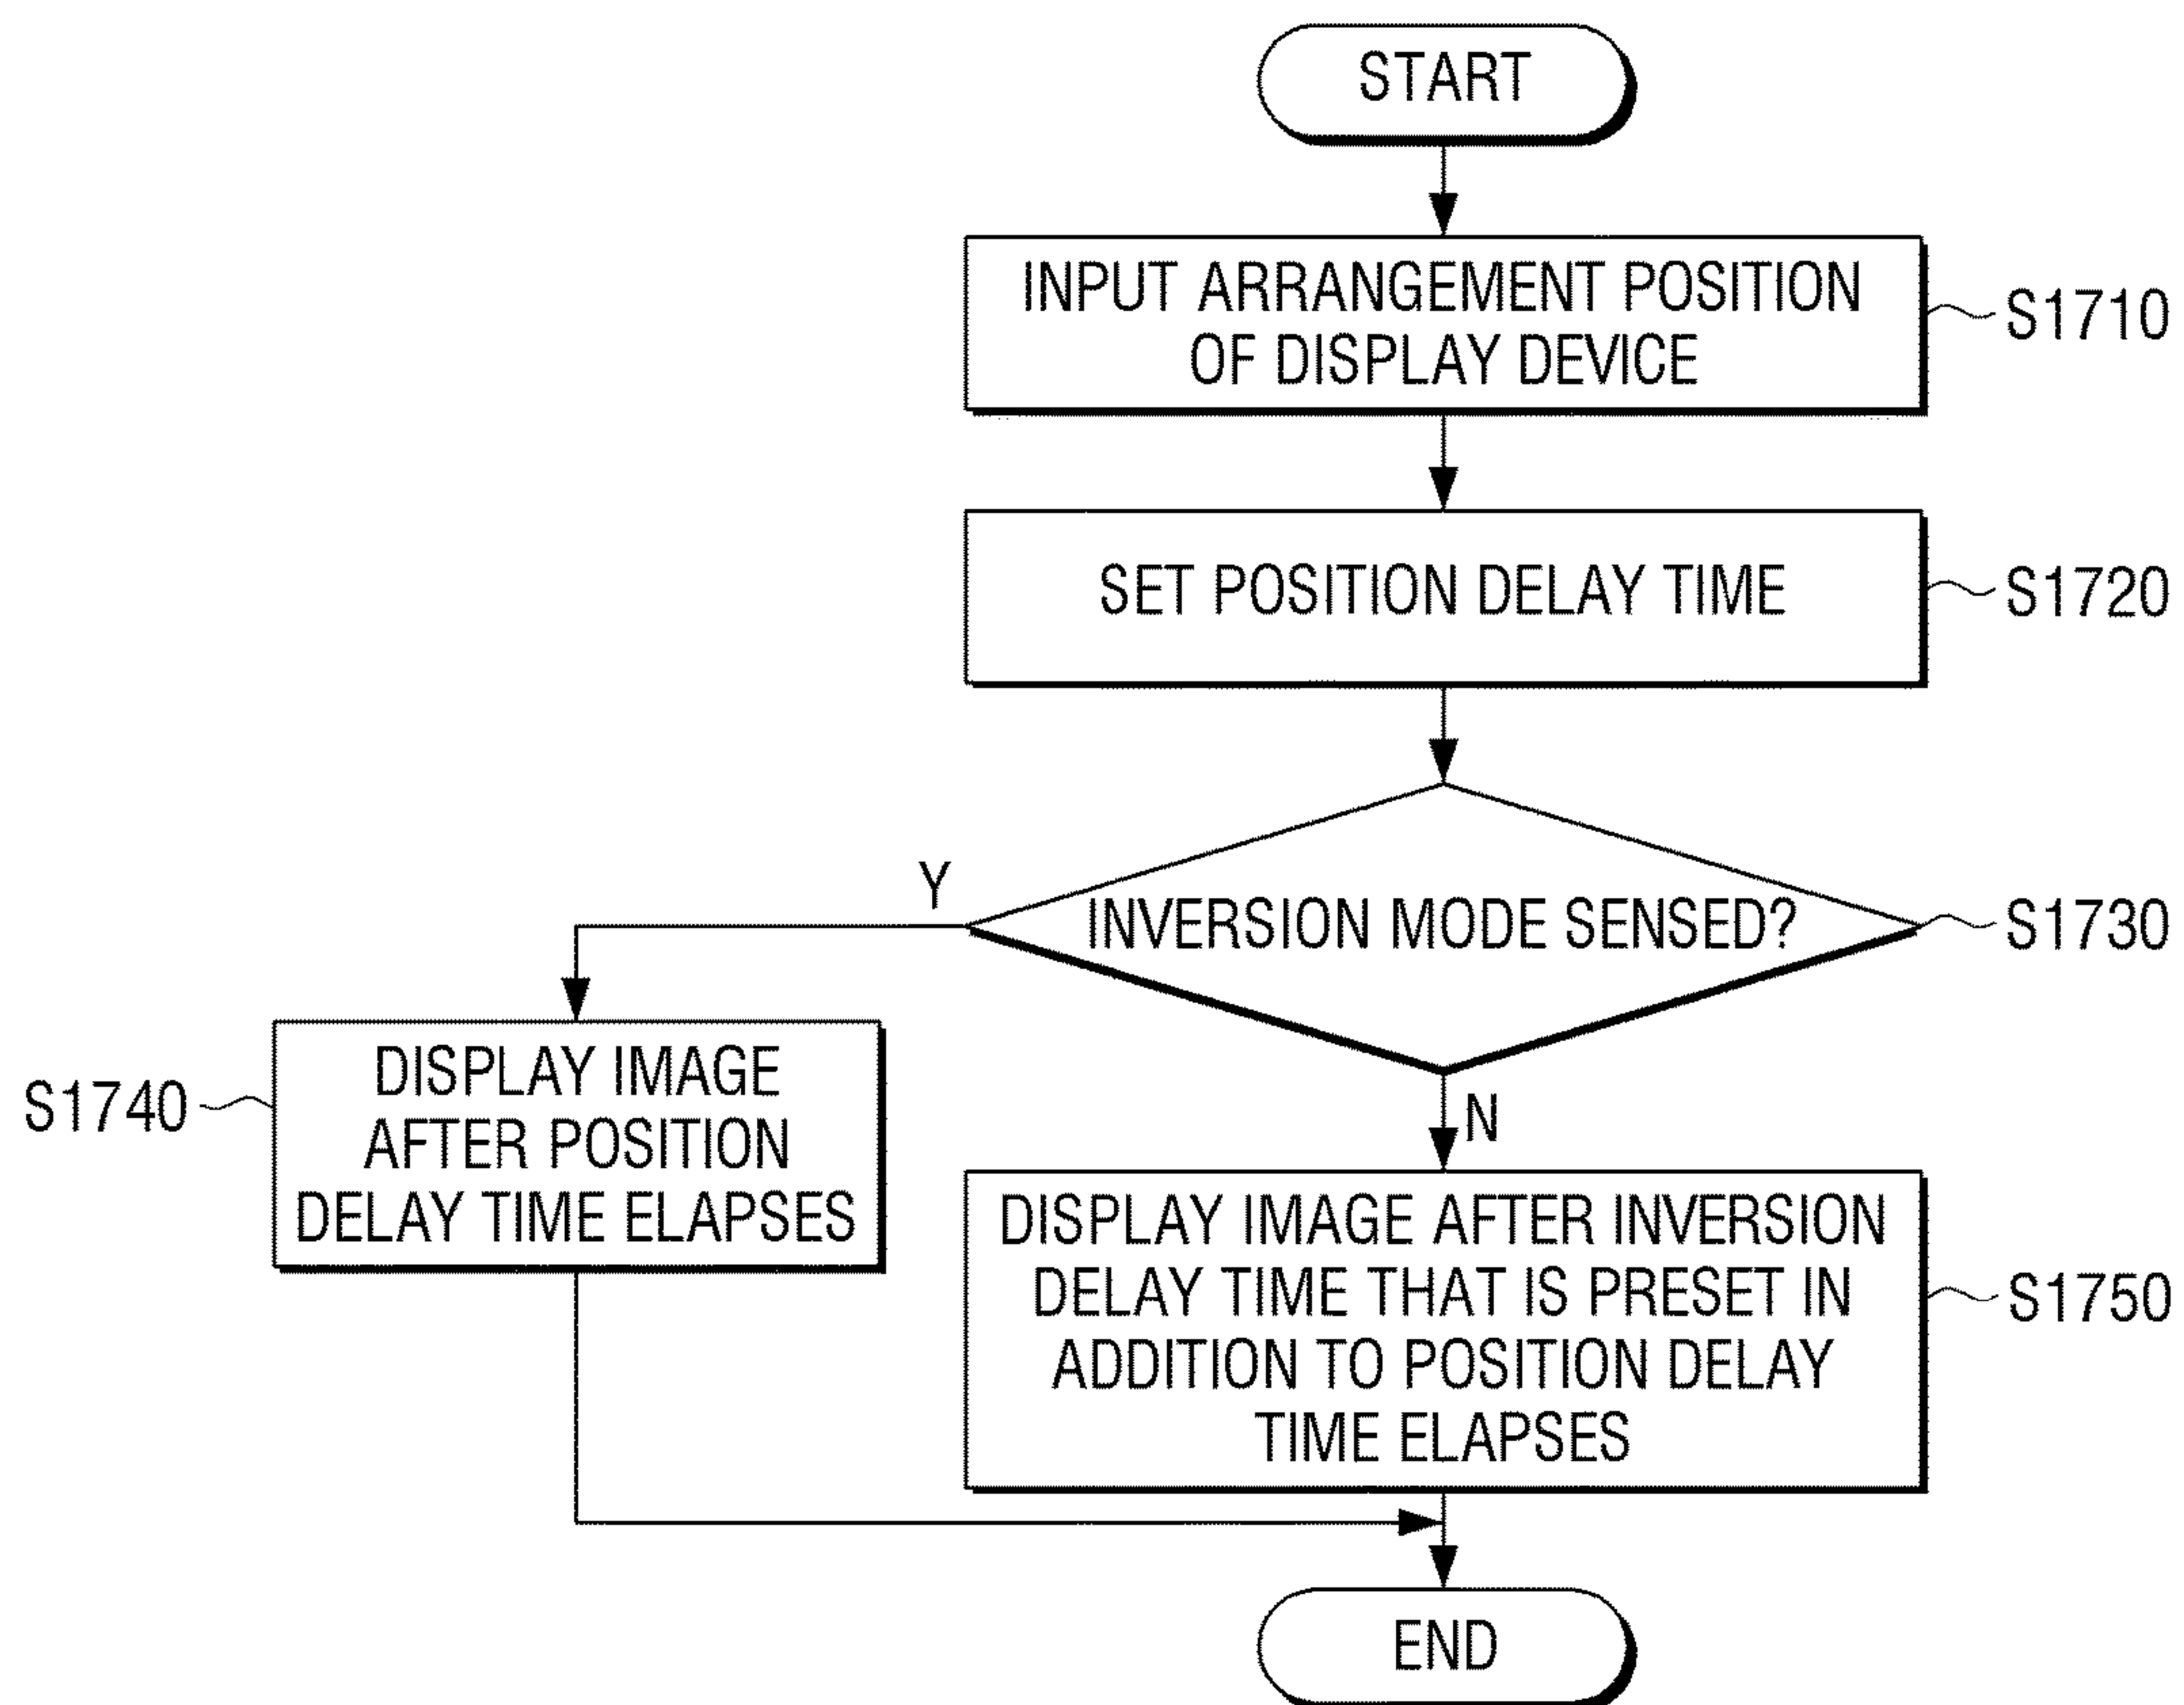 START
INPUT ARRANGEMENT POSITION
OF DISPLAY DEVICE
S1710
SET POSITION DELAY TIME
S1720
Y
INVERSION MODE SENSED?
S1730
S1740
DISPLAY IMAGE
AFTER POSITION
DELAY TIME ELAPSES
N
DISPLAY IMAGE AFTER INVERSION
DELAY TIME THAT IS PRESET IN
ADDITION TO POSITION DELAY
TIME ELAPSES
S1750
END